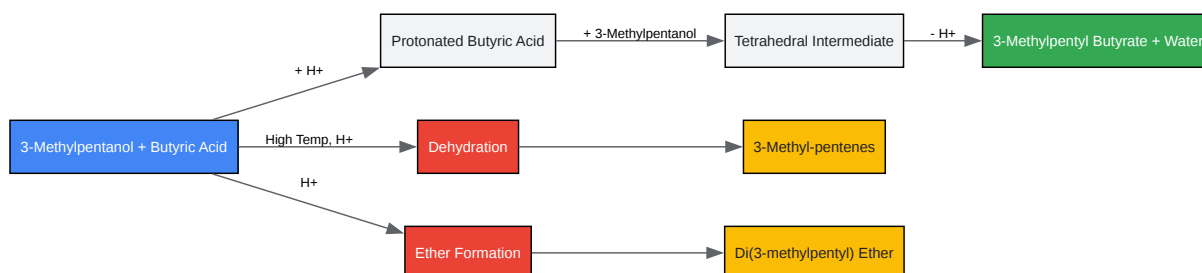 Protonated Butyric Acid
+ 3-Methylpentanol
Tetrahedral Intermediate
- H+
3-Methylpentyl Butyrate + Water
+ H+
3-Methylpentanol + Butyric Acid
High Temp, H+
Dehydration
3-Methyl-pentenes
H+
Ether Formation
Di(3-methylpentyl) Ether